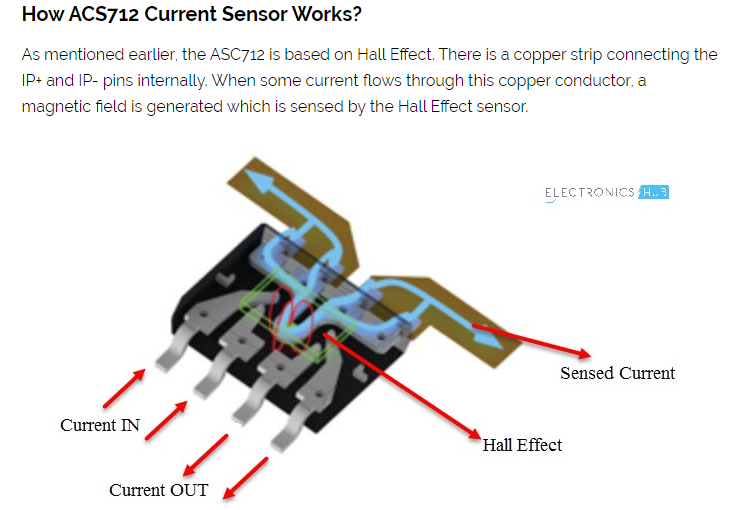 How ACS712 Current Sensor Works?
As mentioned earlier, the ASC712 is based on Hall Effect. There is a copper strip connecting the
IP+ and IP- pins internally. When some current flows through this copper conductor, a
magnetic field is generated which is sensed by the Hall Effect sensor.
ELECTRONICS HUB
Sensed Current
Current IN
Hall Effect
Current OUT